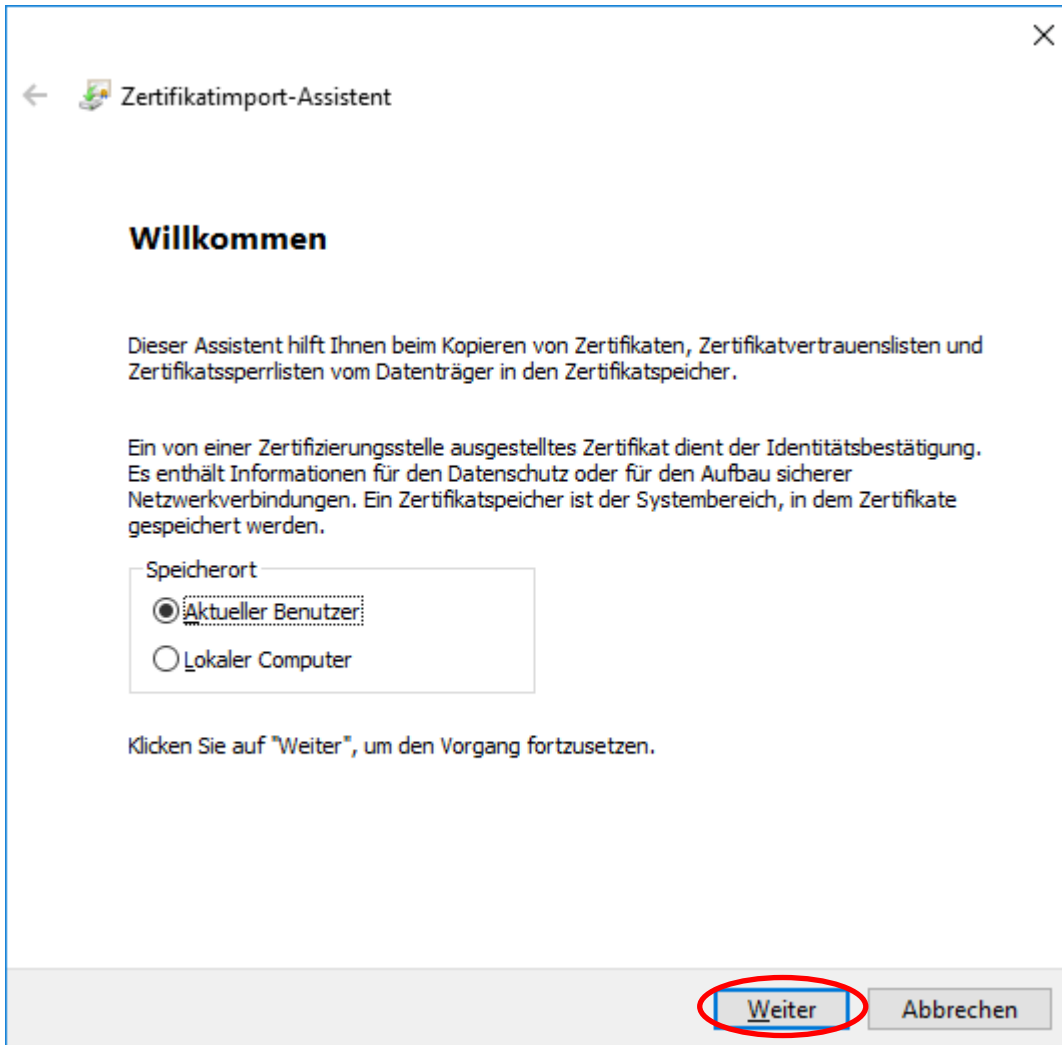 Zertifikatimport-Assistent
Willkommen
Dieser Assistent hilft Ihnen beim Kopieren von Zertifikaten, Zertifikatvertrauenslisten und
Zertifikatssperrlisten vom Datenträger in den Zertifikatspeicher.
Ein von einer Zertifizierungsstelle ausgestelltes Zertifikat dient der Identitätsbestätigung.
Es enthält Informationen für den Datenschutz oder für den Aufbau sicherer
Netzwerkverbindungen. Ein Zertifikatspeicher ist der Systembereich, in dem Zertifikate
gespeichert werden.
Speicherort
Aktueller Benutzer
Lokaler Computer
Klicken Sie auf "Weiter", um den Vorgang fortzusetzen.
Weiter Abbrechen